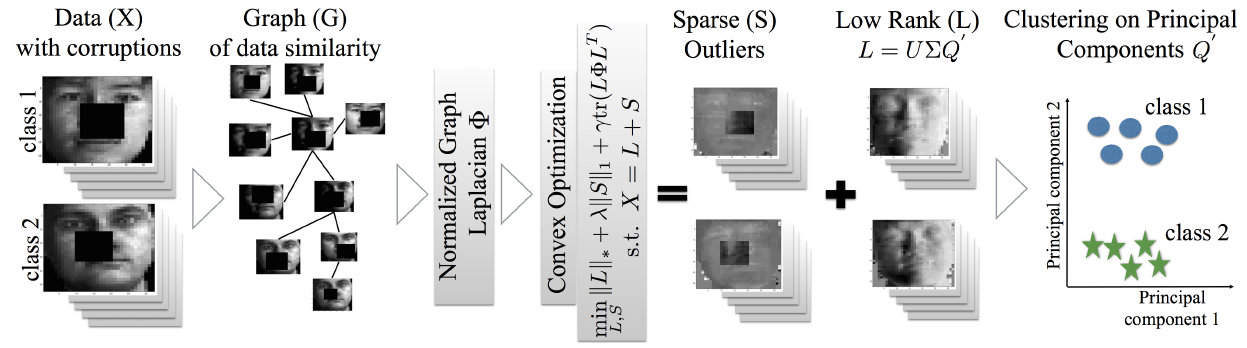 Data (X)
with corruptions
class 1
class 2
Graph (G)
of data similarity
Normalized Graph
Laplacian Φ
Convex Optimization
min_{L,S} ‖L‖_* + λ‖S‖_1 + γtr(LΦL^T)
s.t. X = L + S
=
Sparse (S)
Outliers
+
Low Rank (L)
L = UΣQ′
Clustering on Principal
Components Q′
Principal component 2
class 1
class 2
Principal
component 1